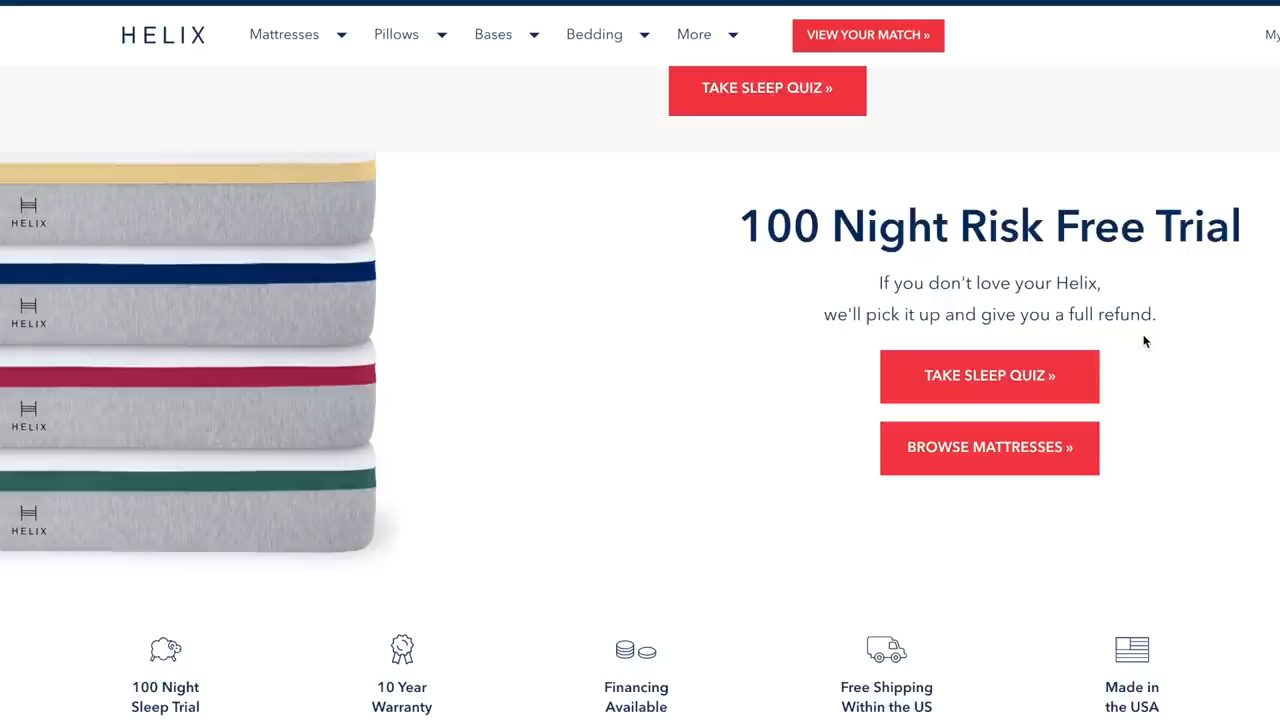 HELIX
Mattresses
Pillows
Bases
Bedding
More
VIEW YOUR MATCH »
My
TAKE SLEEP QUIZ »
HELIX
HELIX
HELIX
HELIX
100 Night Risk Free Trial
If you don't love your Helix,
we'll pick it up and give you a full refund.
TAKE SLEEP QUIZ »
BROWSE MATTRESSES »
100 Night
Sleep Trial
10 Year
Warranty
Financing
Available
Free Shipping
Within the US
Made in
the USA